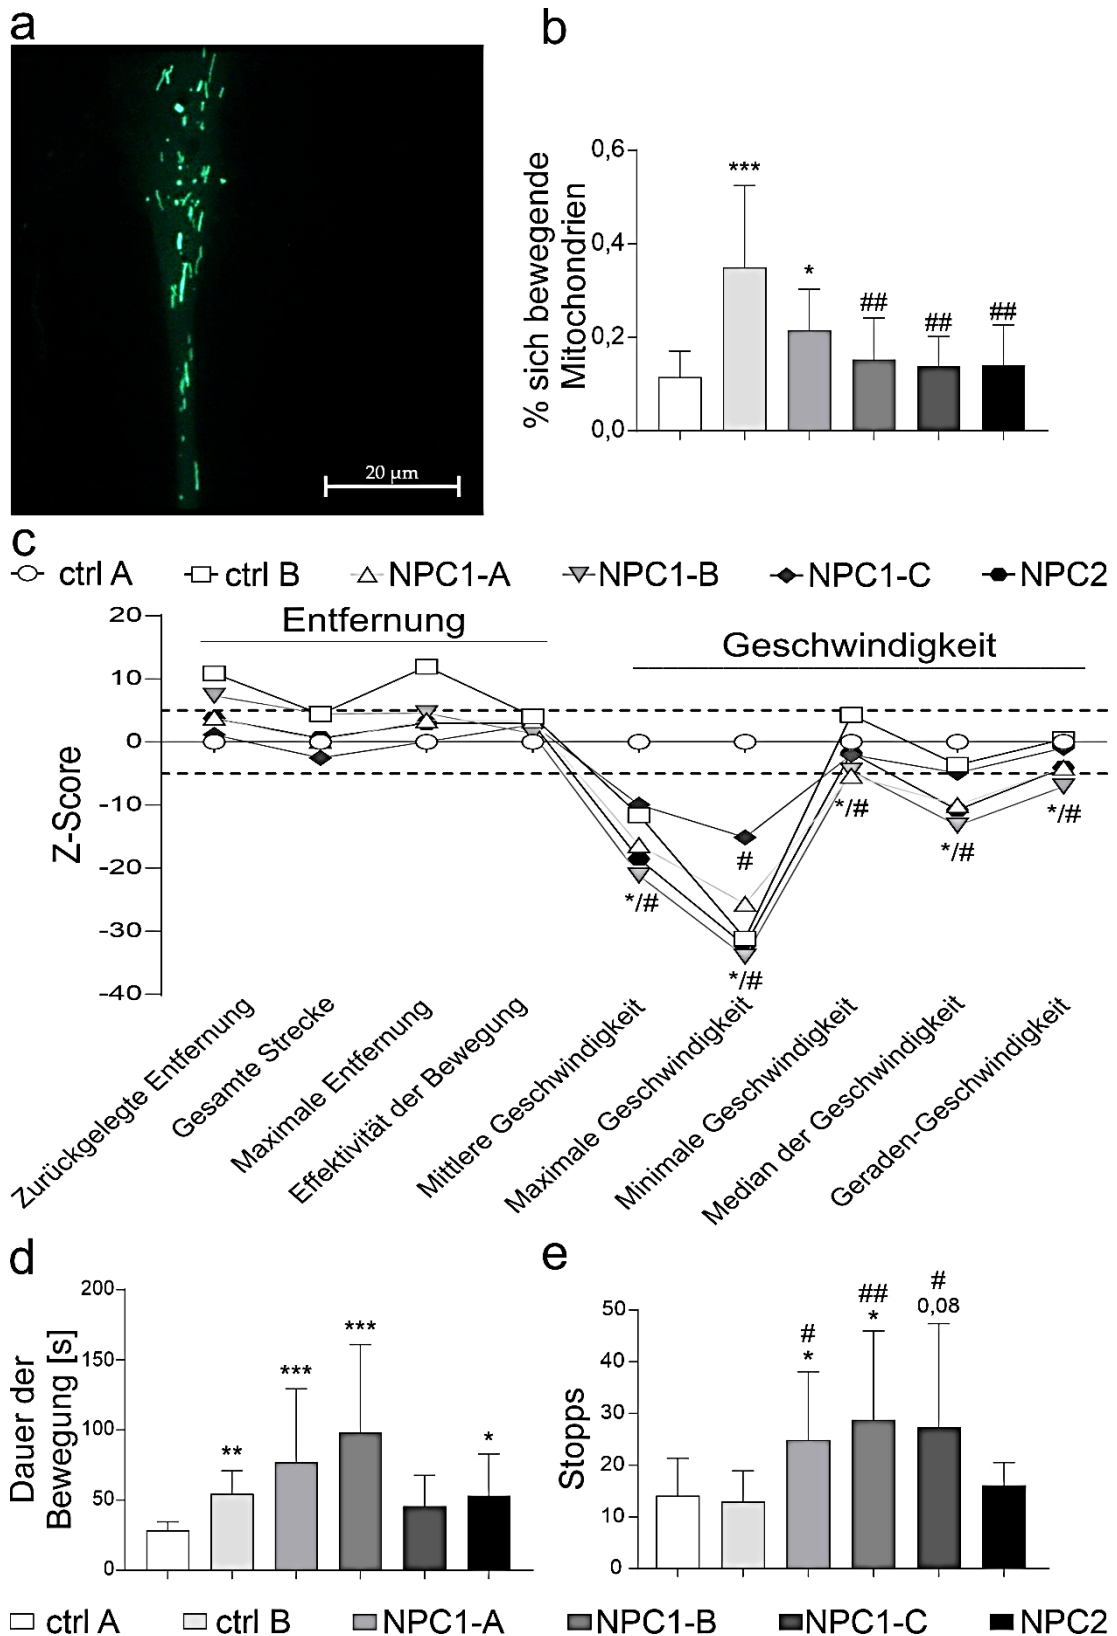 a
20 µm
b
% sich bewegende
Mitochondrien
0,6
0,4
0,2
0,0
***
*
##
##
##
c
ctrl A
ctrl B
NPC1-A
NPC1-B
NPC1-C
NPC2
Z-Score
20
10
0
-10
-20
-30
-40
Entfernung
Geschwindigkeit
*/#
#
*/#
*/#
*/#
*/#
Zurückgelegte Entfernung
Gesamte Strecke
Maximale Entfernung
Effektivität der Bewegung
Mittlere Geschwindigkeit
Maximale Geschwindigkeit
Minimale Geschwindigkeit
Median der Geschwindigkeit
Geraden-Geschwindigkeit
d
Dauer der
Bewegung [s]
200
150
100
50
0
**
***
***
*
e
Stopps
50
40
30
20
10
0
#
*
##
*
#
0,08
ctrl A
ctrl B
NPC1-A
NPC1-B
NPC1-C
NPC2